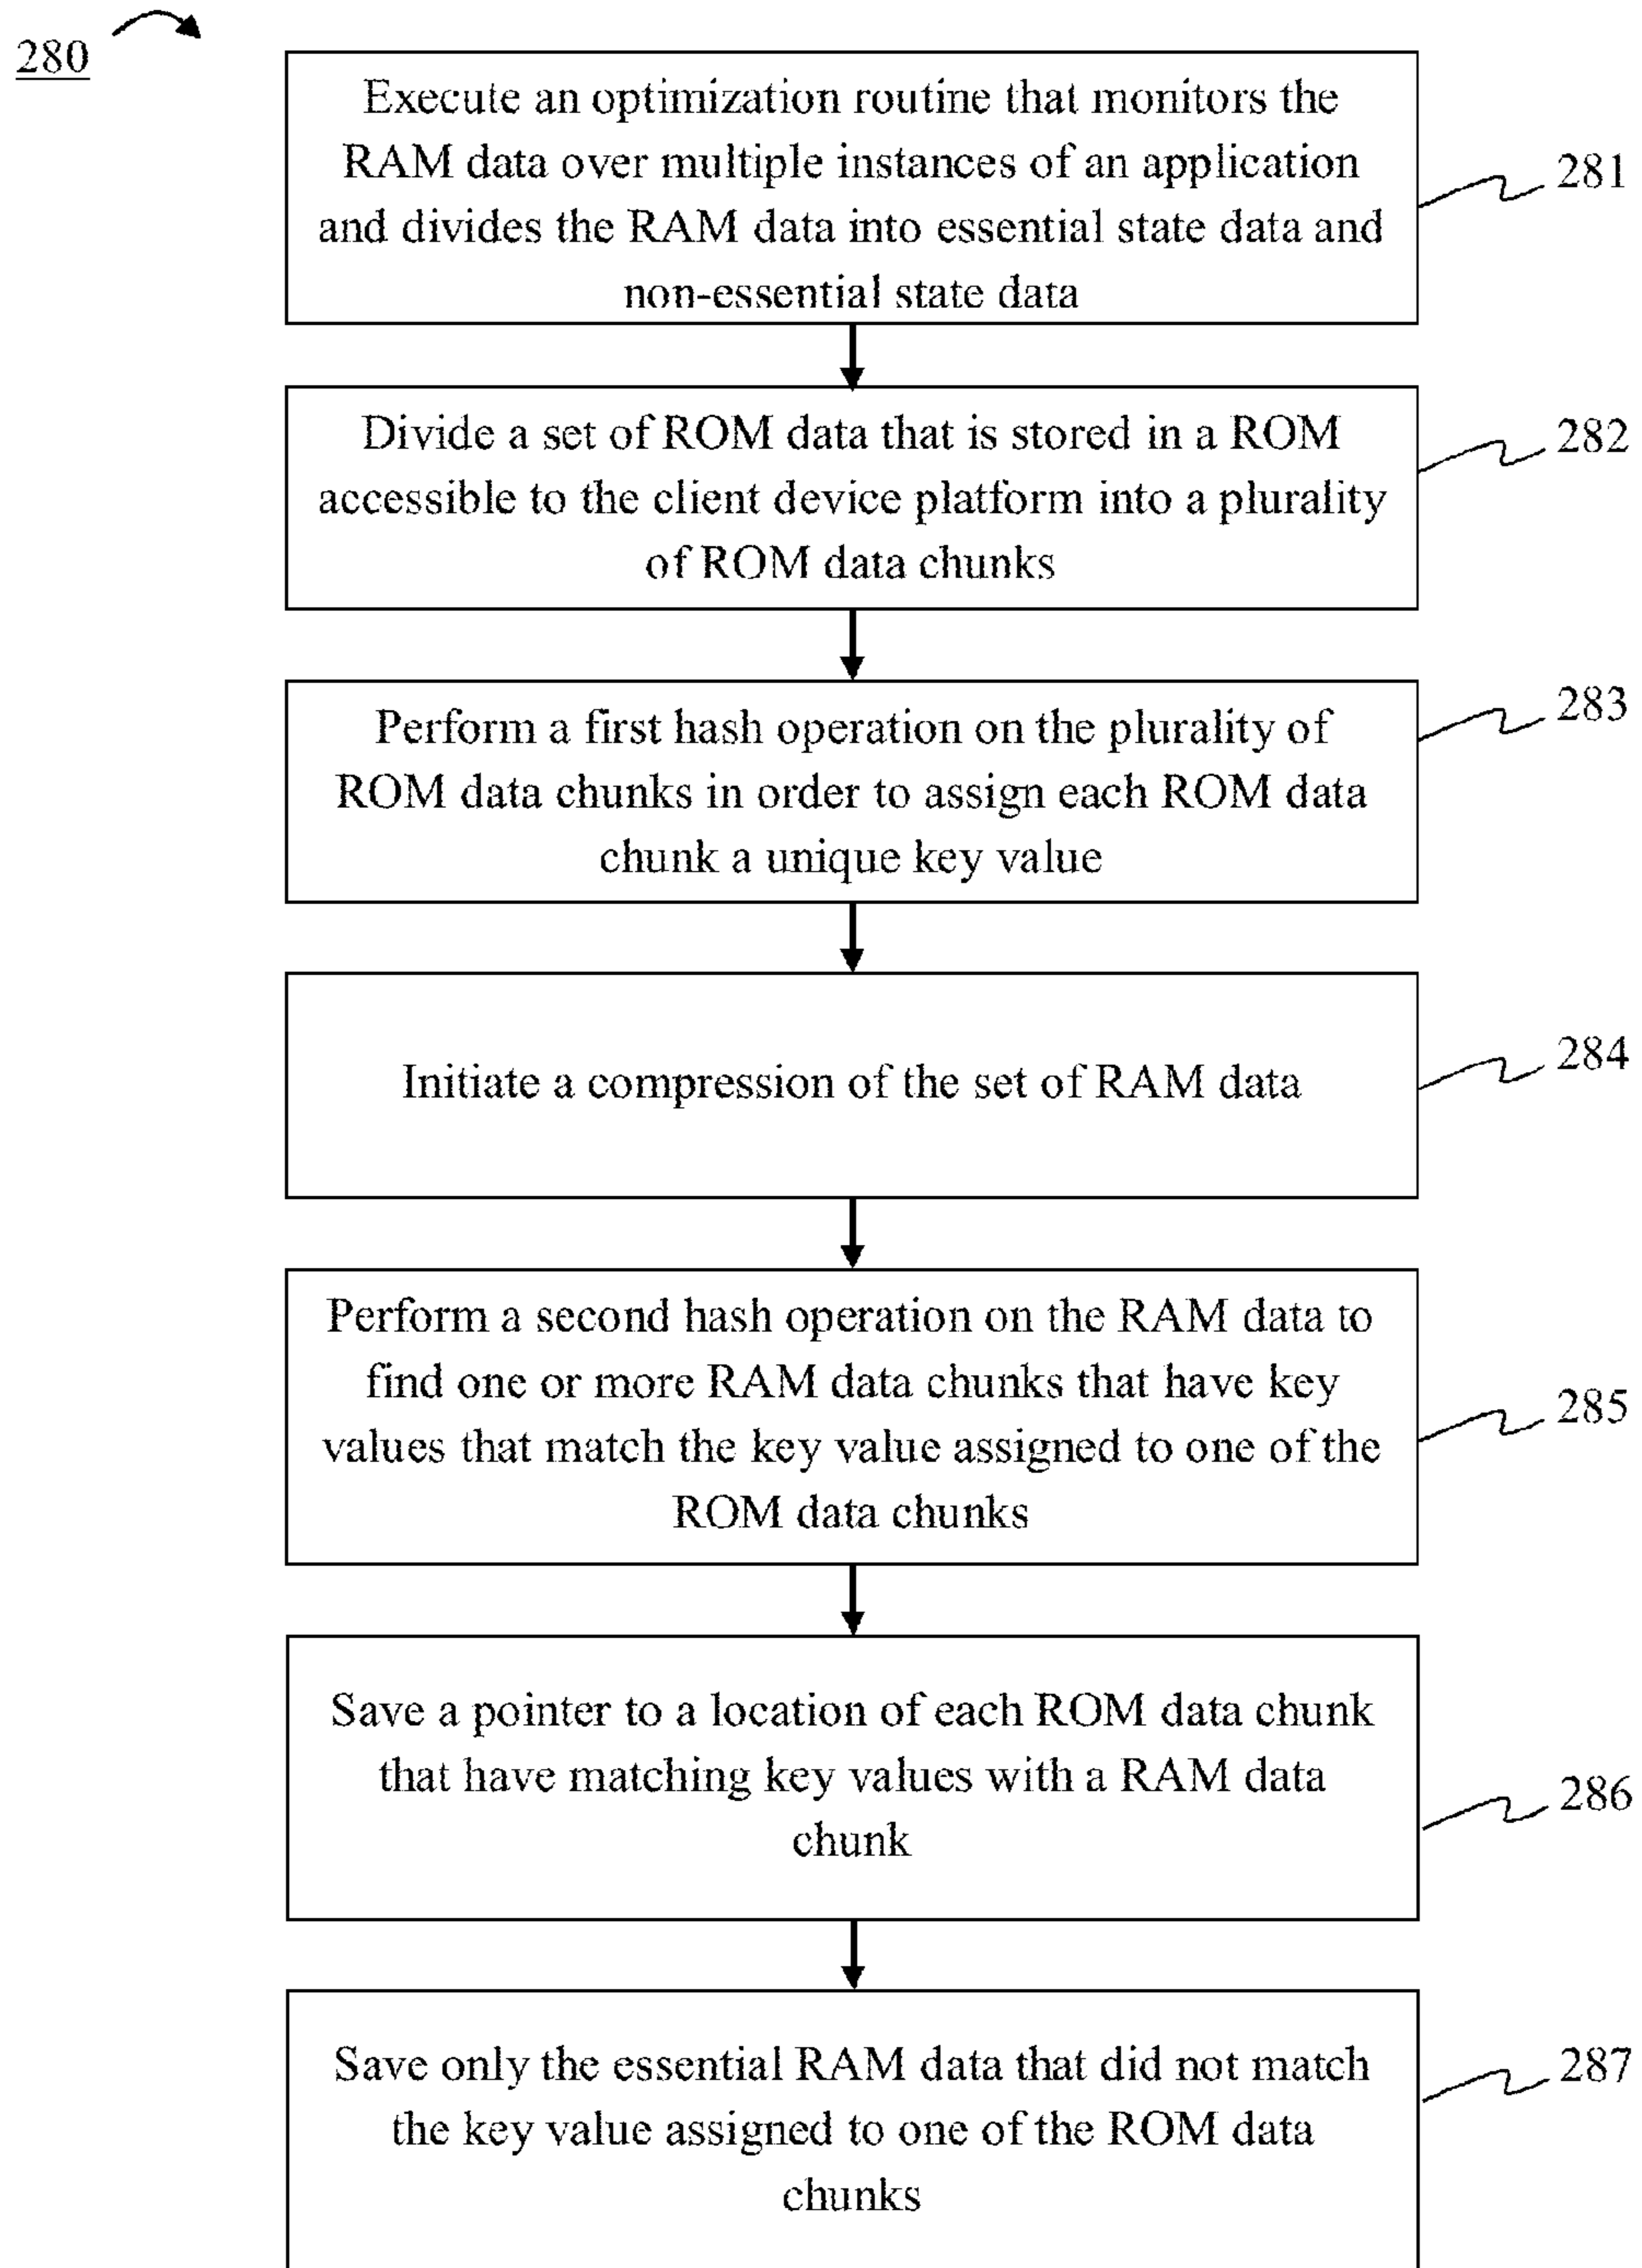 280
Execute an optimization routine that monitors the
RAM data over multiple instances of an application
and divides the RAM data into essential state data and
non-essential state data
281
Divide a set of ROM data that is stored in a ROM
accessible to the client device platform into a plurality
of ROM data chunks
282
Perform a first hash operation on the plurality of
ROM data chunks in order to assign each ROM data
chunk a unique key value
283
Initiate a compression of the set of RAM data
284
Perform a second hash operation on the RAM data to
find one or more RAM data chunks that have key
values that match the key value assigned to one of the
ROM data chunks
285
Save a pointer to a location of each ROM data chunk
that have matching key values with a RAM data
chunk
286
Save only the essential RAM data that did not match
the key value assigned to one of the ROM data
chunks
287